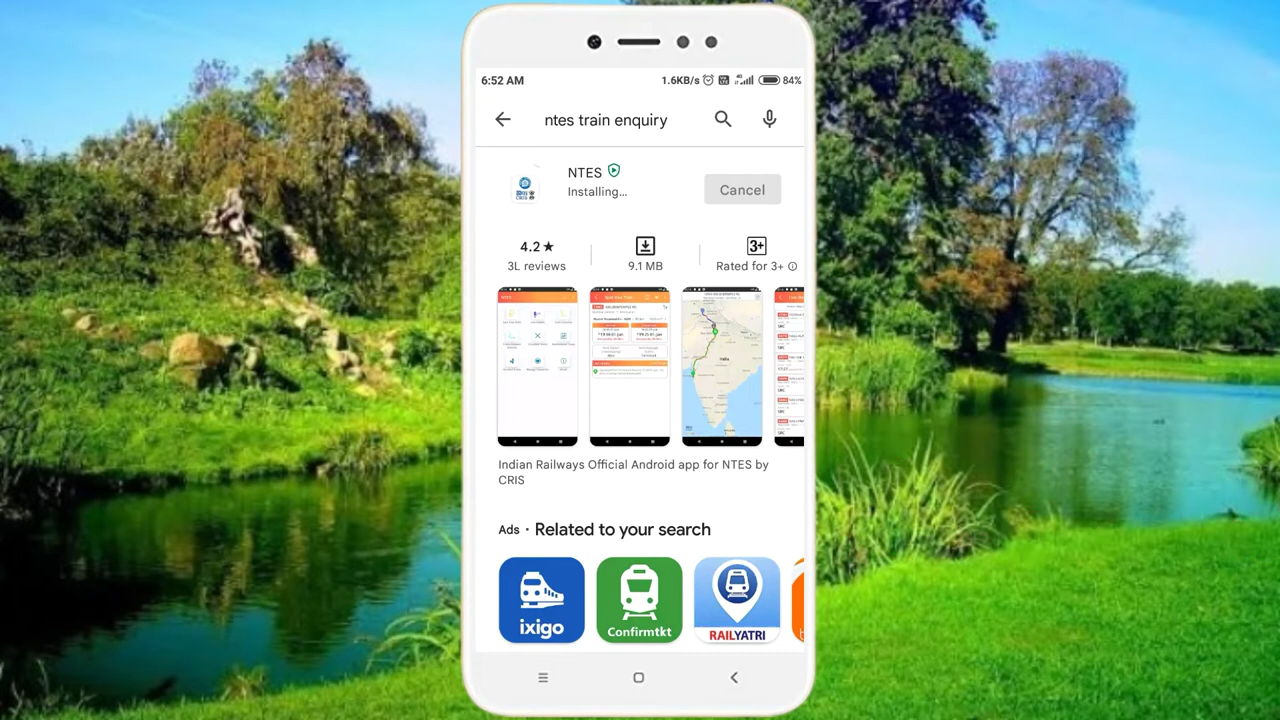 6:52 AM
1.6KB/s
84%
ntes train enquiry
NTES
Installing...
Cancel
4.2★
3L reviews
9.1 MB
3+
Rated for 3+
Indian Railways Official Android app for NTES by
CRIS
Ads · Related to your search
ixigo
Confirmtkt
RAILYATRI